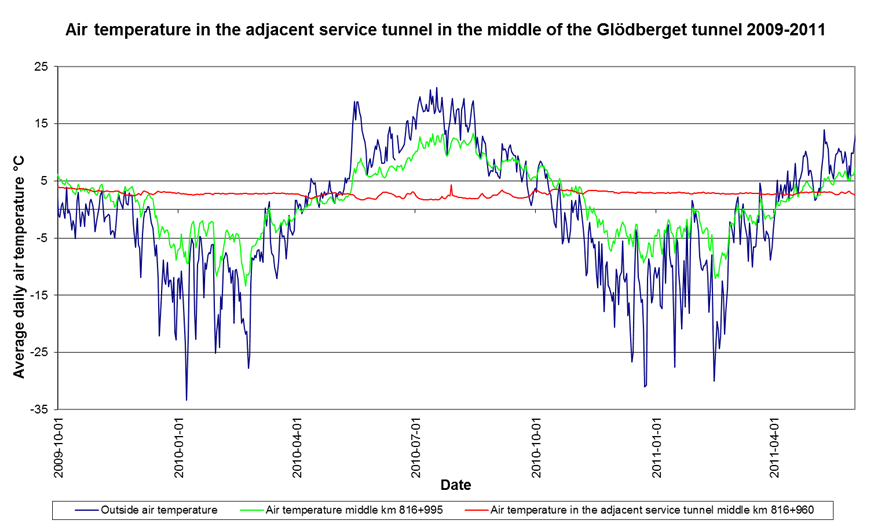 Air temperature in the adjacent service tunnel in the middle of the Glödberget tunnel 2009-2011
25
15
5
-5
-15
-25
-35
Average daily air temperature °C
2009-10-01
2010-01-01
2010-04-01
2010-07-01
2010-10-01
2011-01-01
2011-04-01
Date
Outside air temperature
Air temperature middle km 816+995
Air temperature in the adjacent service tunnel middle km 816+960